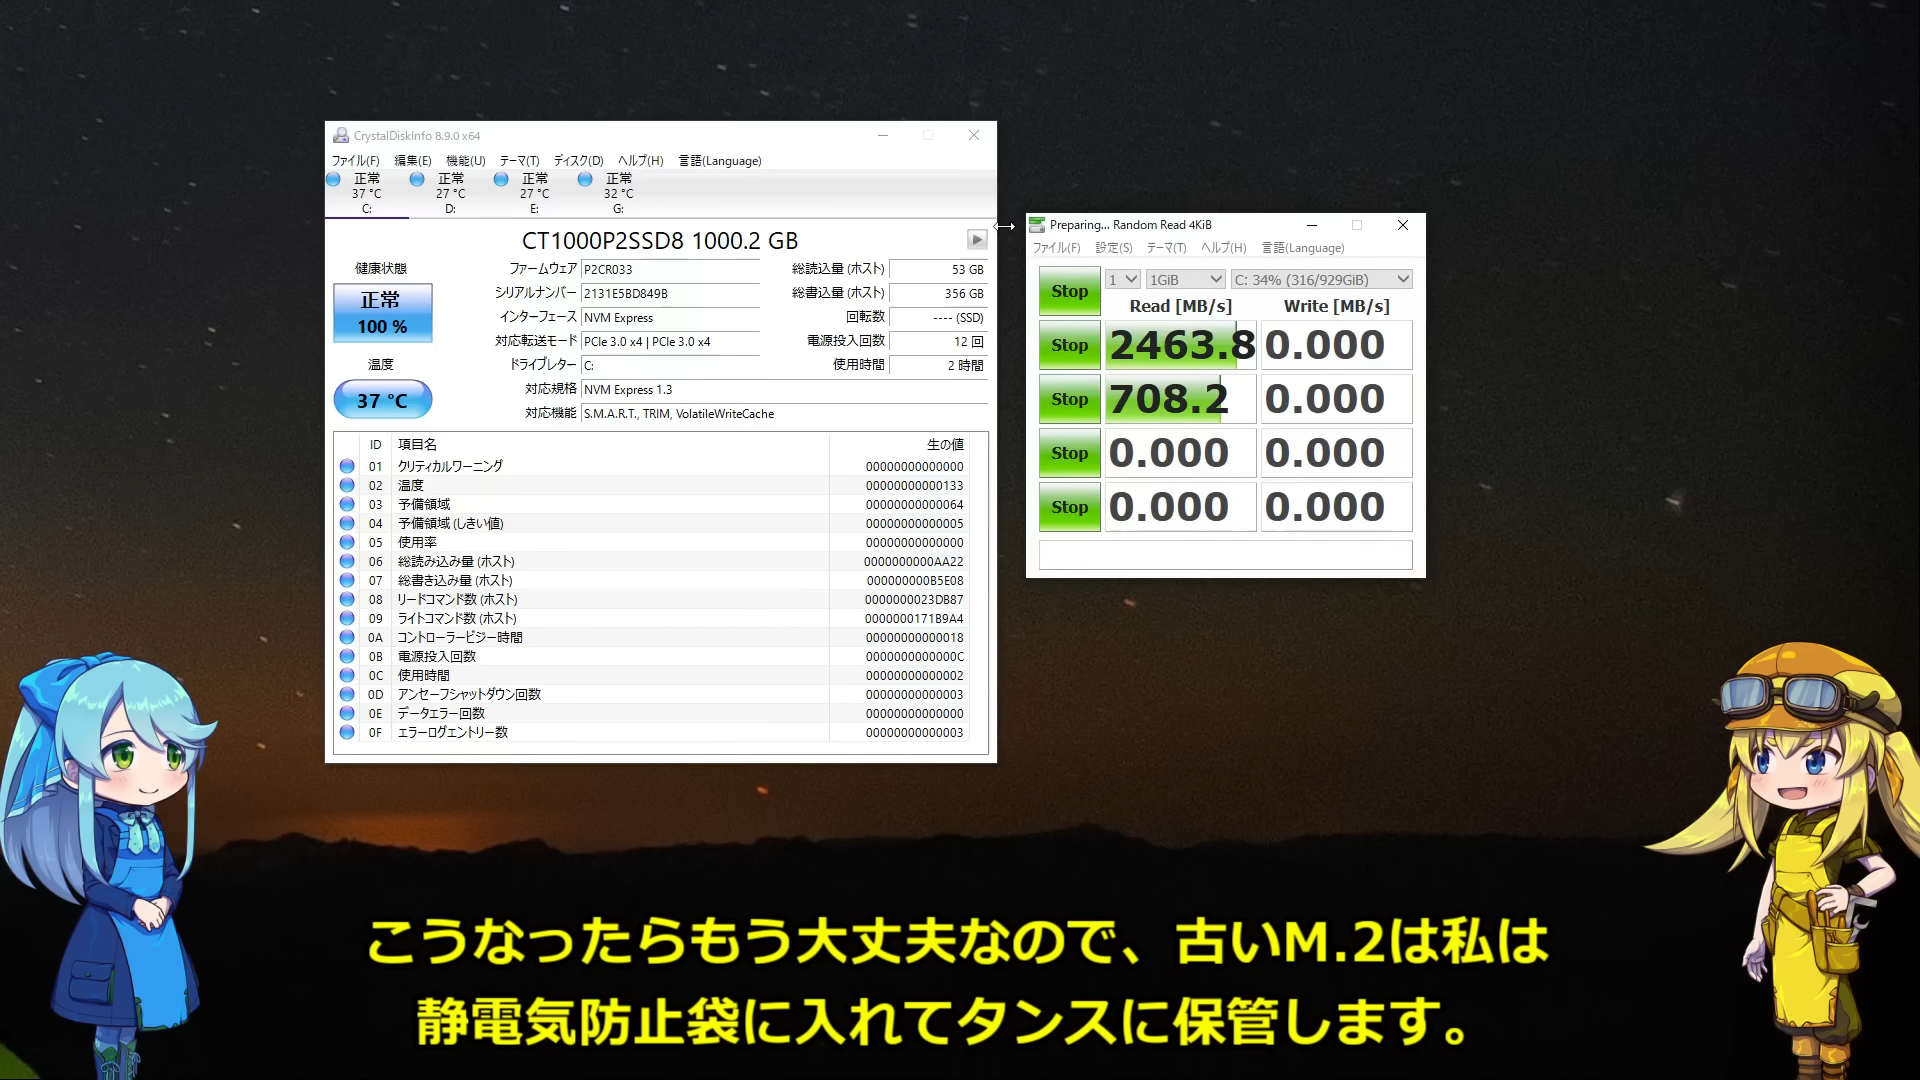 CrystalDiskInfo 8.9.0 x64
ファイル(F) 編集(E) 機能(U) テーマ(T) ディスク(D) ヘルプ(H) 言語(Language)
正常 正常 正常 正常
37 °C 27 °C 27 °C 32 °C
C: D: E: G:
CT1000P2SSD8 1000.2 GB
健康状態
正常
100 %
温度
37 °C
ファームウェア P2CR033
シリアルナンバー 2131E5BD849B
インターフェース NVM Express
対応転送モード PCIe 3.0 x4 | PCIe 3.0 x4
ドライブレター C:
対応規格 NVM Express 1.3
対応機能 S.M.A.R.T., TRIM, VolatileWriteCache
総読込量 (ホスト) 53 GB
総書込量 (ホスト) 356 GB
回転数 ---- (SSD)
電源投入回数 12 回
使用時間 2 時間
ID 項目名 生の値
01 クリティカルワーニング 00000000000000
02 温度 00000000000133
03 予備領域 00000000000064
04 予備領域 (しきい値) 00000000000005
05 使用率 00000000000000
06 総読み込み量 (ホスト) 0000000000AA22
07 総書き込み量 (ホスト) 000000000B5E08
08 リードコマンド数 (ホスト) 0000000023DB87
09 ライトコマンド数 (ホスト) 0000000171B9A4
0A コントローラービジー時間 00000000000018
0B 電源投入回数 0000000000000C
0C 使用時間 00000000000002
0D アンセーフシャットダウン回数 00000000000003
0E データエラー回数 00000000000000
0F エラーログエントリー数 00000000000003
Preparing... Random Read 4KiB
ファイル(F) 設定(S) テーマ(T) ヘルプ(H) 言語(Language)
Stop 1 1GiB C: 34% (316/929GiB)
Read [MB/s] Write [MB/s]
Stop 2463.8 0.000
Stop 708.2 0.000
Stop 0.000 0.000
Stop 0.000 0.000
こうなったらもう大丈夫なので、古いM.2は私は
静電気防止袋に入れてタンスに保管します。